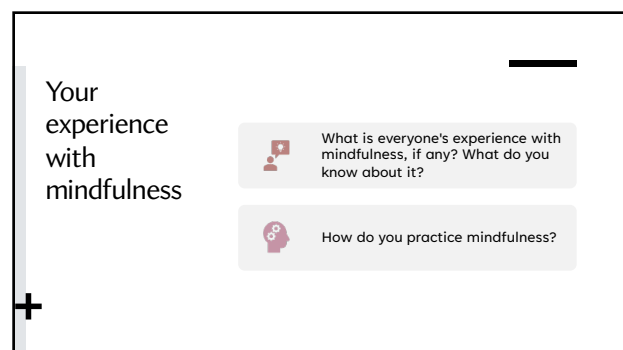 Your
experience
with
mindfulness
What is everyone's experience with
mindfulness, if any? What do you
know about it?
How do you practice mindfulness?